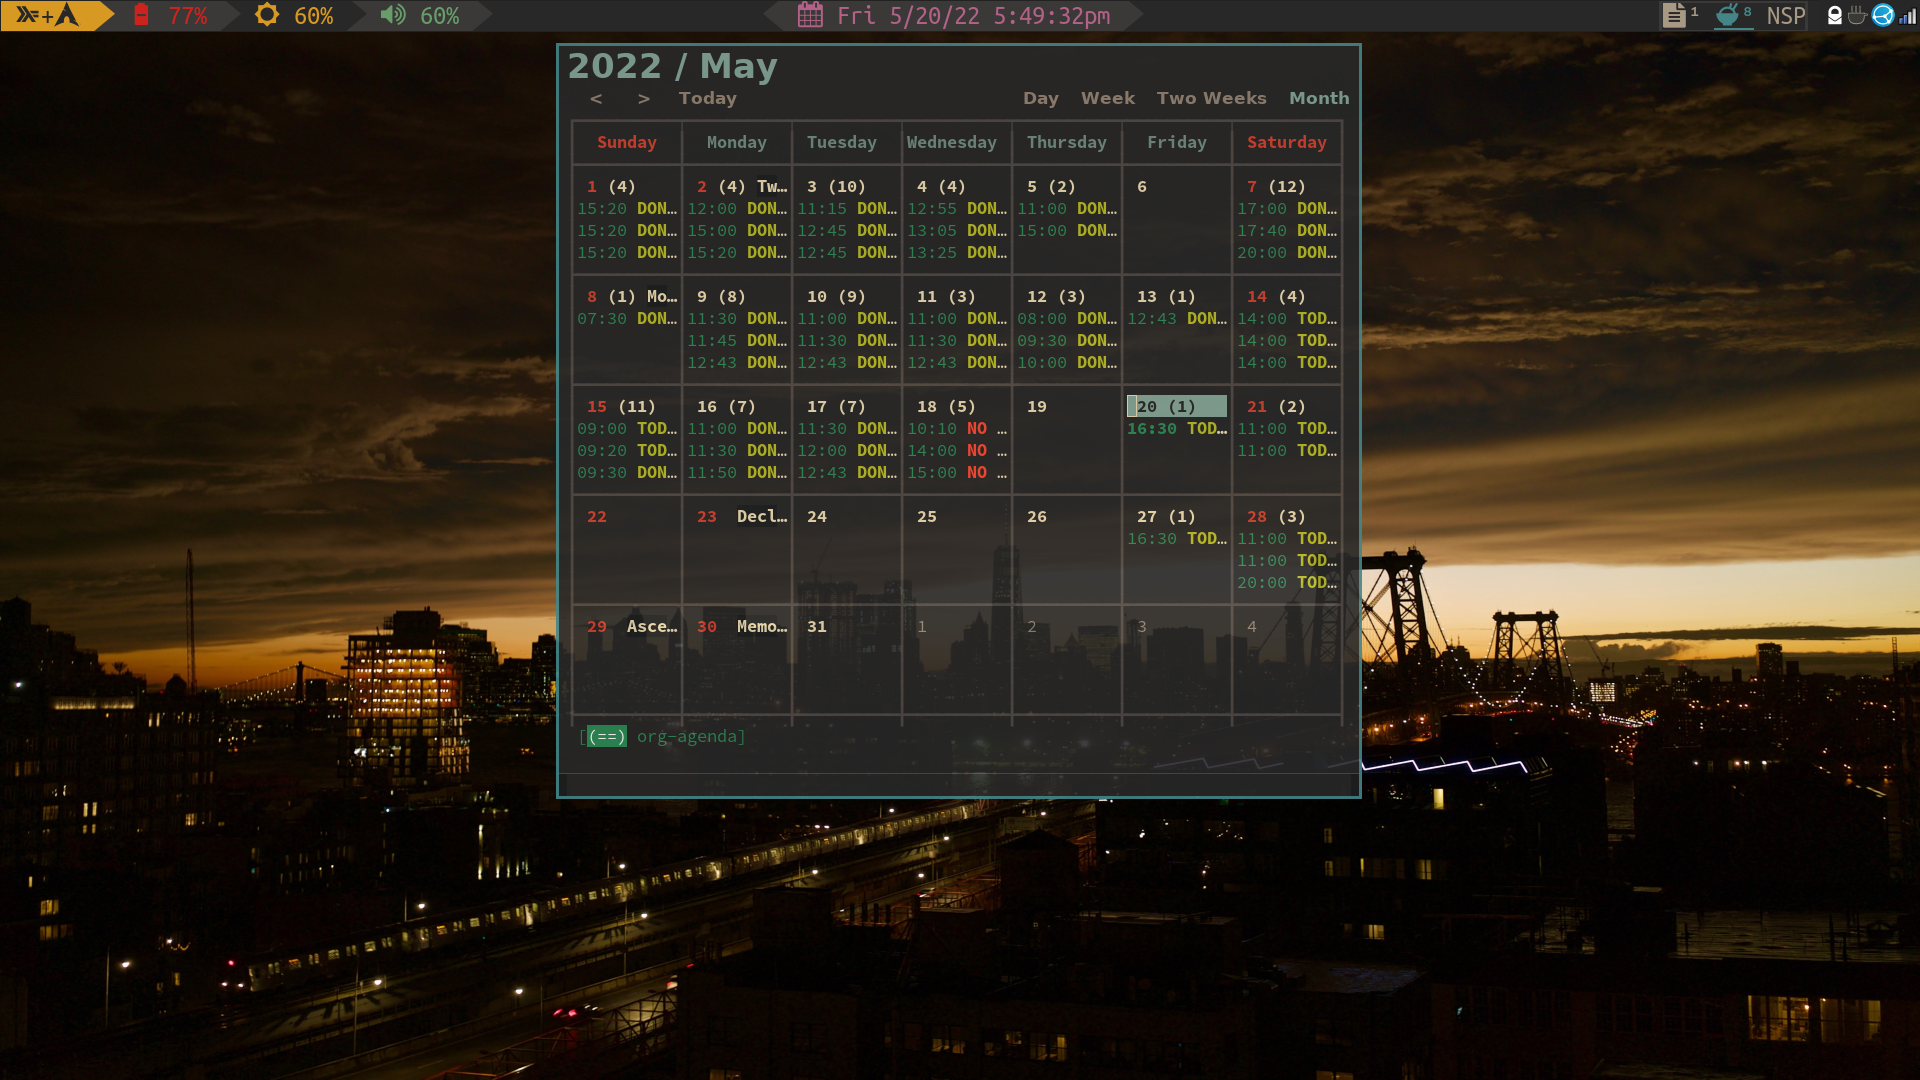 77% 60% 60% Fri 5/20/22 5:49:32pm 1 8 NSP
2022 / May
< > Today Day Week Two Weeks Month
Sunday Monday Tuesday Wednesday Thursday Friday Saturday
1 (4) 2 (4) Tw… 3 (10) 4 (4) 5 (2) 6 7 (12)
15:20 DON… 12:00 DON… 11:15 DON… 12:55 DON… 11:00 DON… 17:00 DON…
15:20 DON… 15:00 DON… 12:45 DON… 13:05 DON… 15:00 DON… 17:40 DON…
15:20 DON… 15:20 DON… 12:45 DON… 13:25 DON… 20:00 DON…
8 (1) Mo… 9 (8) 10 (9) 11 (3) 12 (3) 13 (1) 14 (4)
07:30 DON… 11:30 DON… 11:00 DON… 11:00 DON… 08:00 DON… 12:43 DON… 14:00 TOD…
11:45 DON… 11:30 DON… 11:30 DON… 09:30 DON… 14:00 TOD…
12:43 DON… 12:43 DON… 12:43 DON… 10:00 DON… 14:00 TOD…
15 (11) 16 (7) 17 (7) 18 (5) 19 20 (1) 21 (2)
09:00 TOD… 11:00 DON… 11:30 DON… 10:10 NO … 16:30 TOD… 11:00 TOD…
09:20 TOD… 11:30 DON… 12:00 DON… 14:00 NO … 11:00 TOD…
09:30 DON… 11:50 DON… 12:43 DON… 15:00 NO …
22 23 Decl… 24 25 26 27 (1) 28 (3)
16:30 TOD… 11:00 TOD…
11:00 TOD…
20:00 TOD…
29 Asce… 30 Memo… 31 1 2 3 4
[(==) org-agenda]